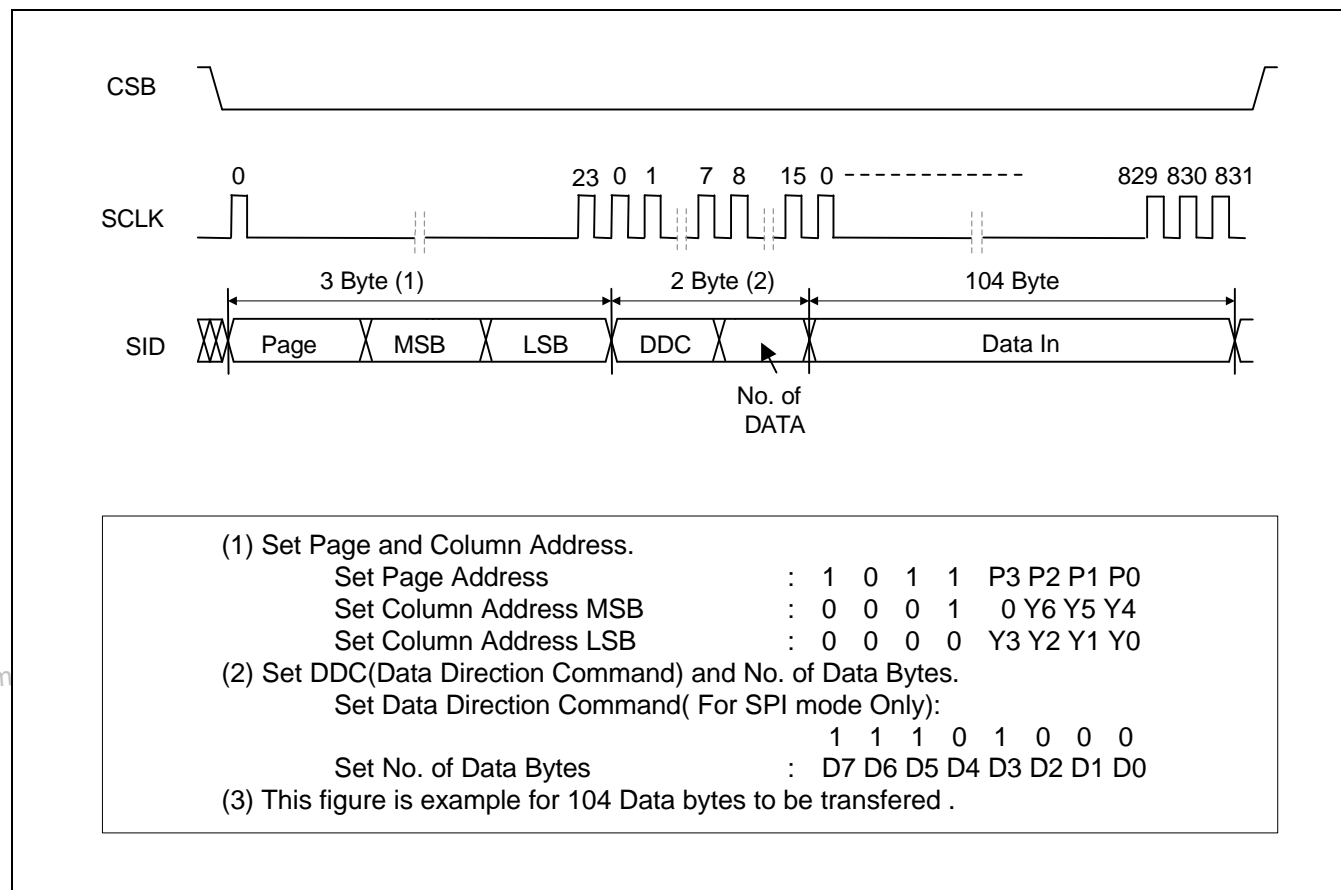 CSB
0 23 0 1 7 8 15 0 829 830 831
SCLK
3 Byte (1) 2 Byte (2) 104 Byte
SID Page MSB LSB DDC Data In
No. of
DATA
(1) Set Page and Column Address.
Set Page Address : 1 0 1 1 P3 P2 P1 P0
Set Column Address MSB : 0 0 0 1 0 Y6 Y5 Y4
Set Column Address LSB : 0 0 0 0 Y3 Y2 Y1 Y0
(2) Set DDC(Data Direction Command) and No. of Data Bytes.
Set Data Direction Command( For SPI mode Only):
1 1 1 0 1 0 0 0
Set No. of Data Bytes : D7 D6 D5 D4 D3 D2 D1 D0
(3) This figure is example for 104 Data bytes to be transfered .